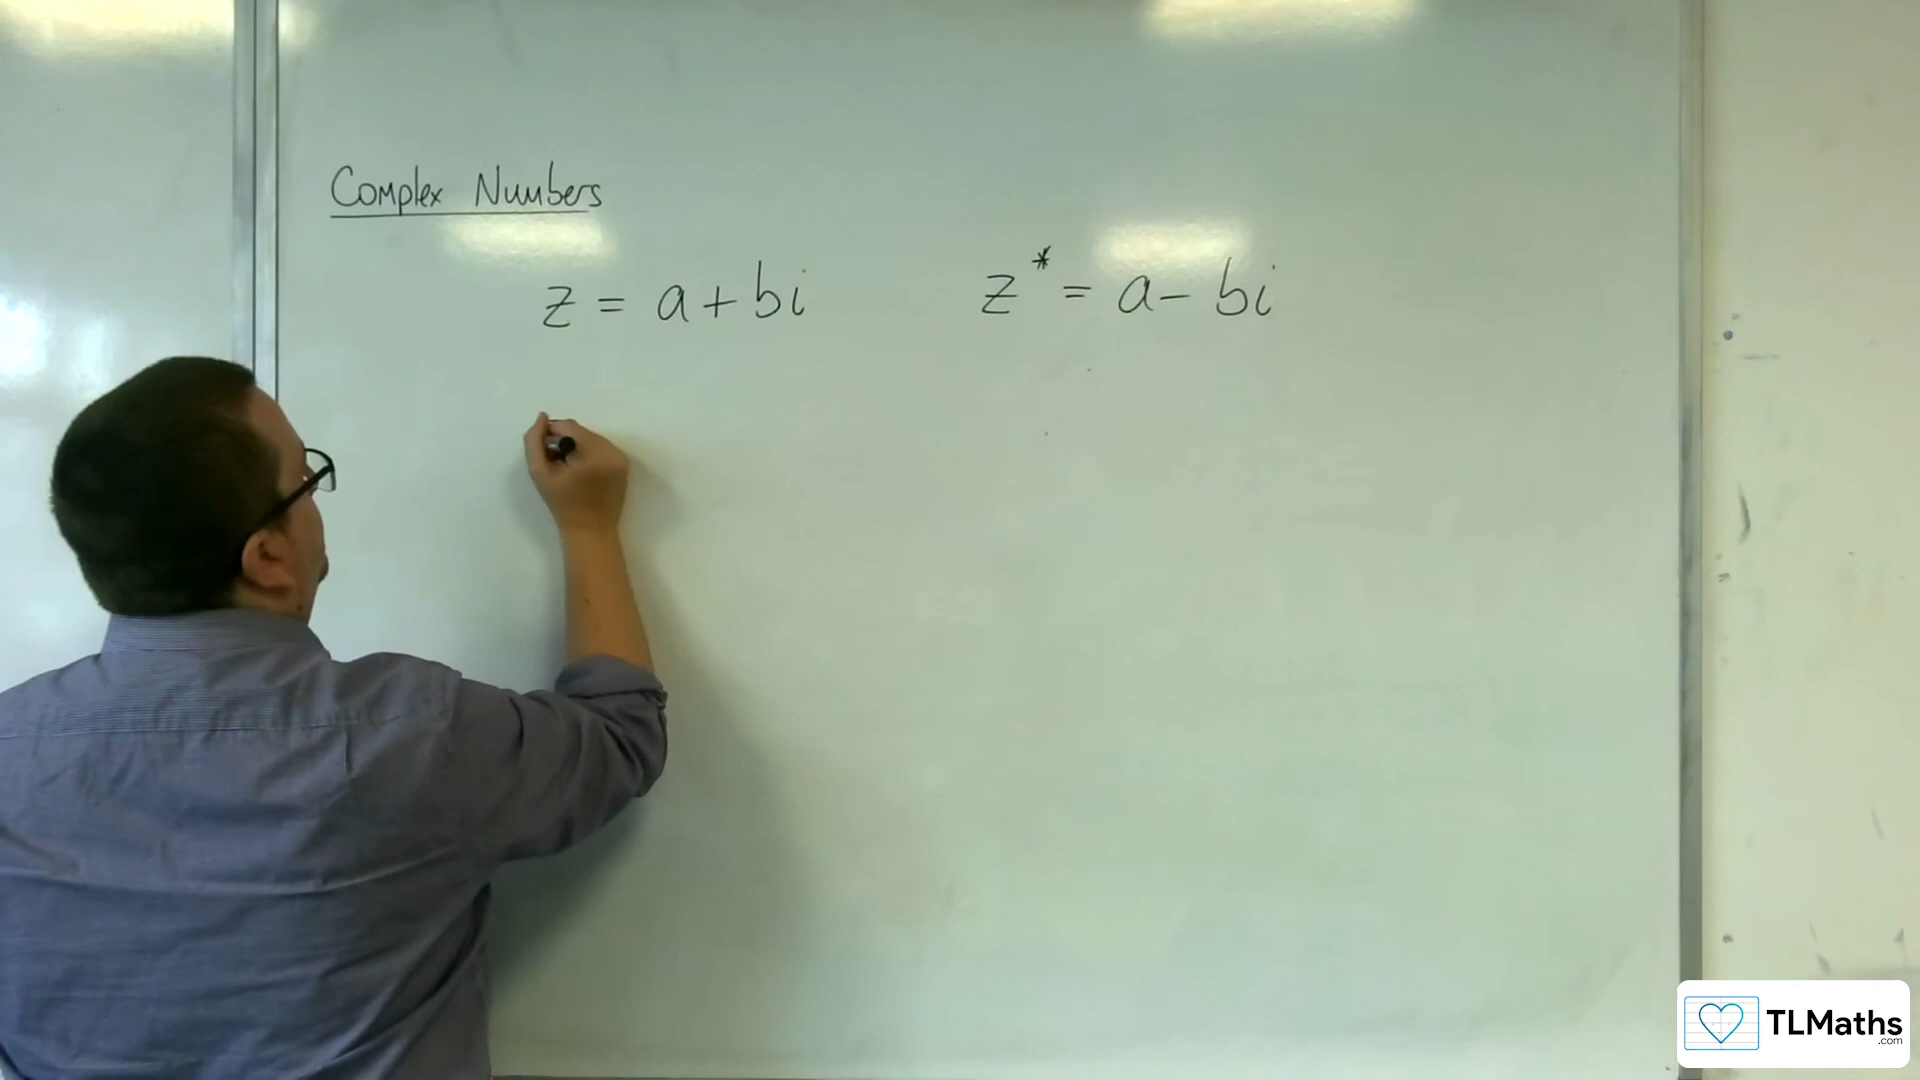 Complex Numbers
z = a + bi z* = a - bi
TLMaths
.com